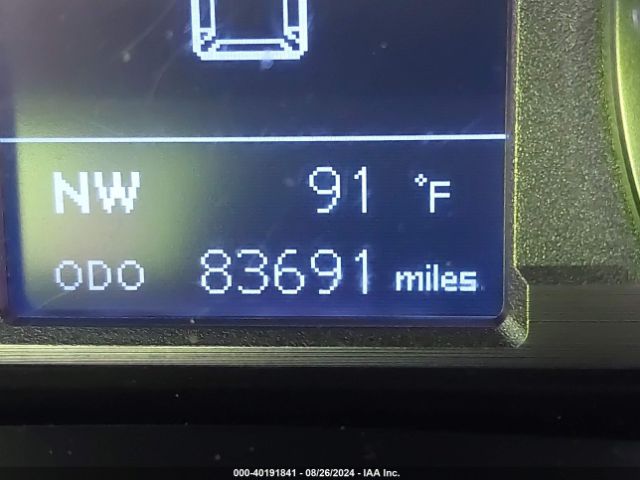 NW 91 °F
ODO 83691 miles
000-40191841 - 08/26/2024 - IAA Inc.